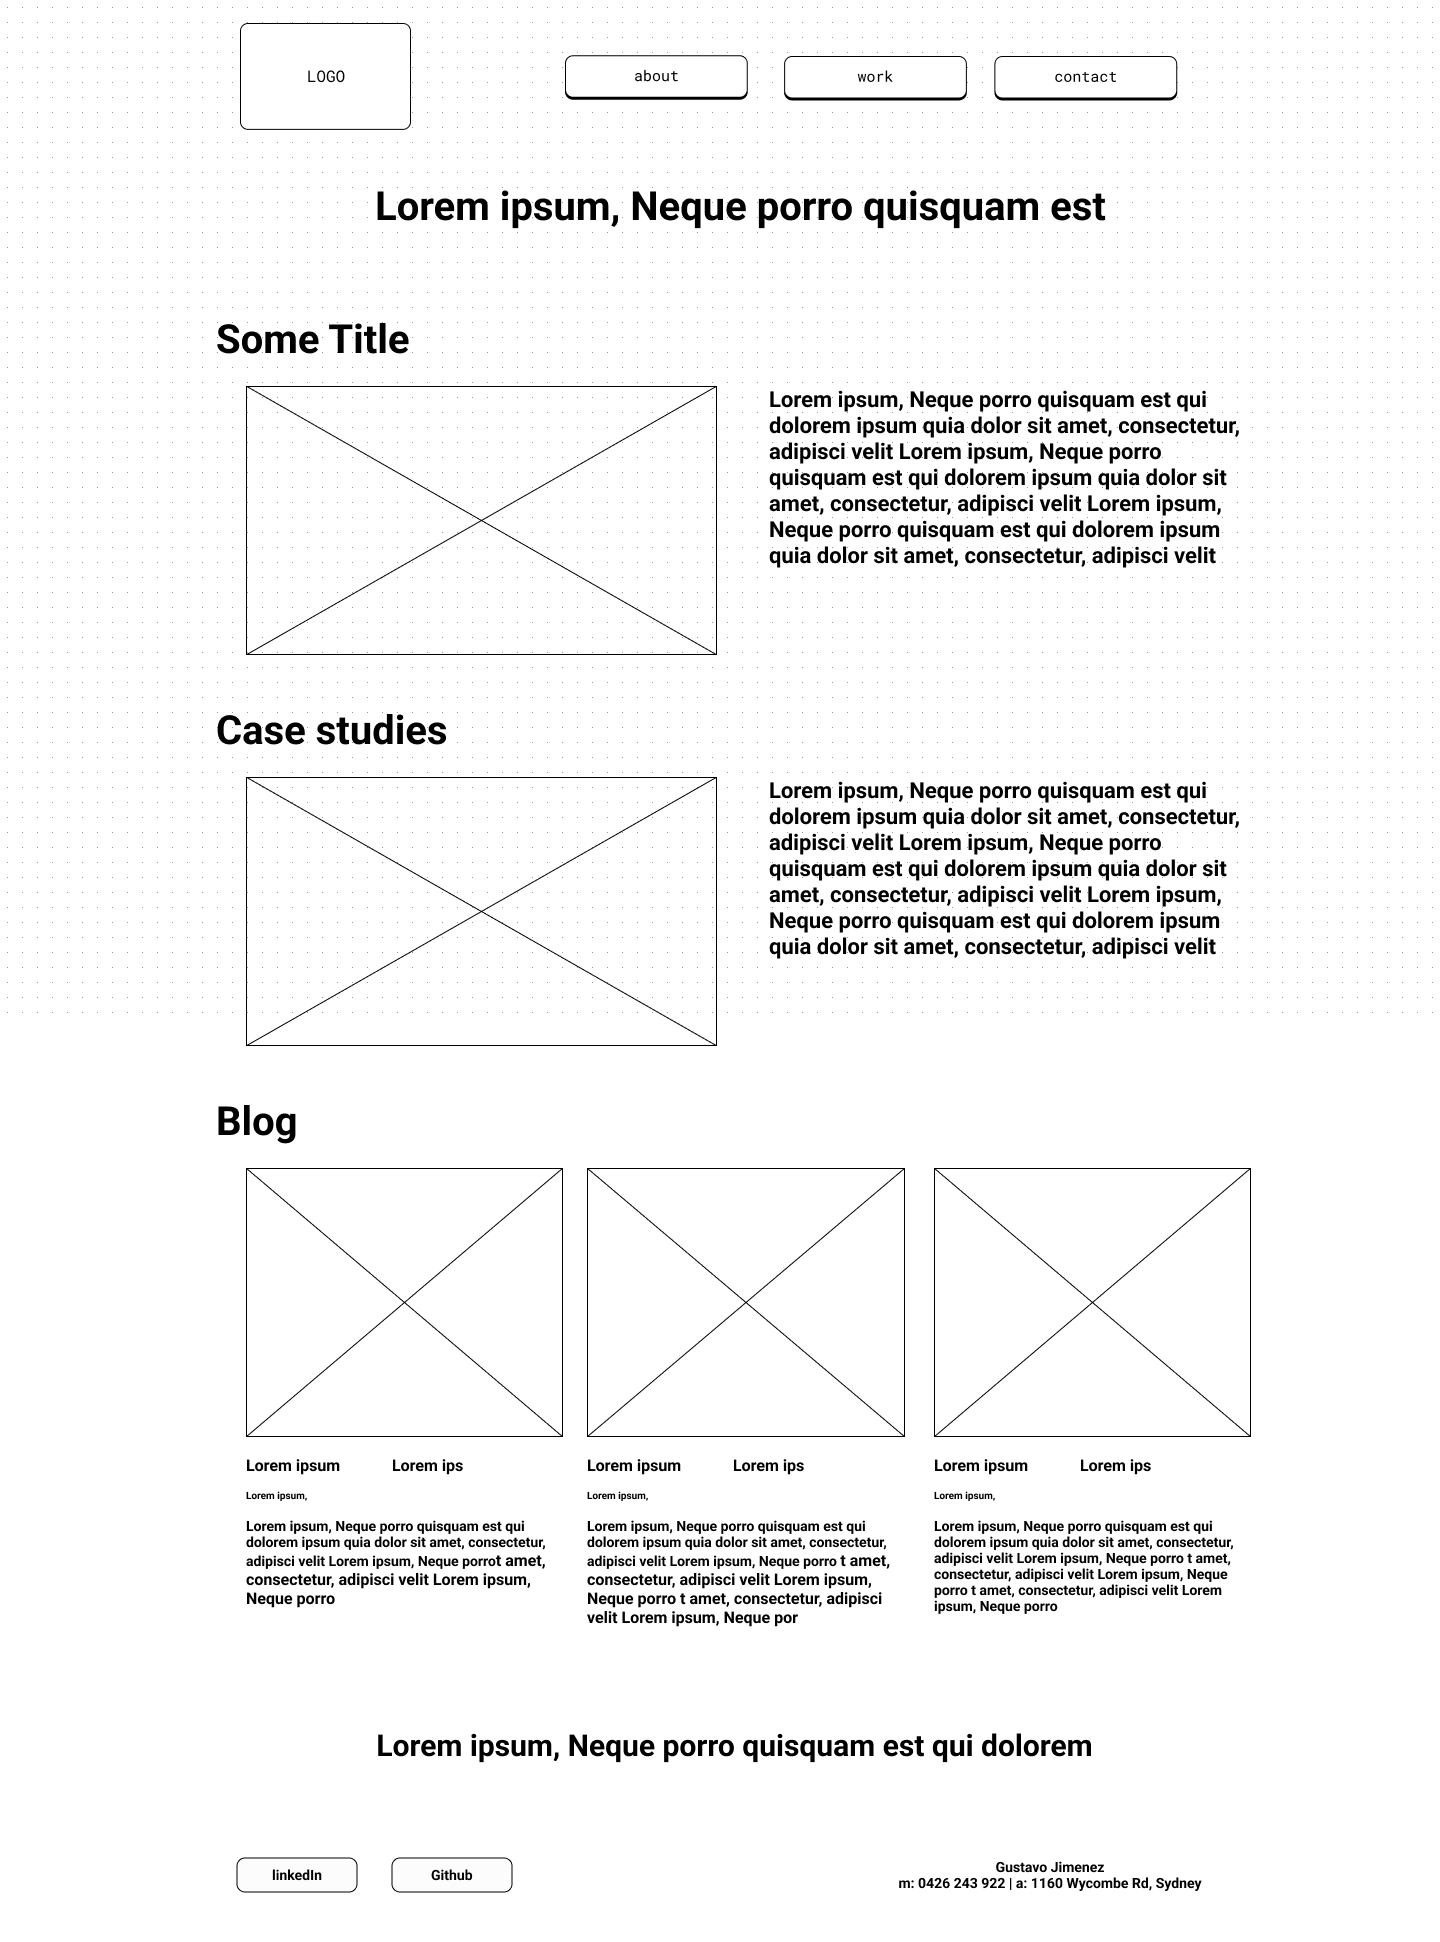 LOGO
about
work
contact
Lorem ipsum, Neque porro quisquam est
Some Title
Lorem ipsum, Neque porro quisquam est qui
dolorem ipsum quia dolor sit amet, consectetur,
adipisci velit Lorem ipsum, Neque porro
quisquam est qui dolorem ipsum quia dolor sit
amet, consectetur, adipisci velit Lorem ipsum,
Neque porro quisquam est qui dolorem ipsum
quia dolor sit amet, consectetur, adipisci velit
Case studies
Lorem ipsum, Neque porro quisquam est qui
dolorem ipsum quia dolor sit amet, consectetur,
adipisci velit Lorem ipsum, Neque porro
quisquam est qui dolorem ipsum quia dolor sit
amet, consectetur, adipisci velit Lorem ipsum,
Neque porro quisquam est qui dolorem ipsum
quia dolor sit amet, consectetur, adipisci velit
Blog
Lorem ipsum Lorem ips
Lorem ipsum,
Lorem ipsum, Neque porro quisquam est qui
dolorem ipsum quia dolor sit amet, consectetur,
adipisci velit Lorem ipsum, Neque porrot amet,
consectetur, adipisci velit Lorem ipsum,
Neque porro
Lorem ipsum Lorem ips
Lorem ipsum,
Lorem ipsum, Neque porro quisquam est qui
dolorem ipsum quia dolor sit amet, consectetur,
adipisci velit Lorem ipsum, Neque porro t amet,
consectetur, adipisci velit Lorem ipsum,
Neque porro t amet, consectetur, adipisci
velit Lorem ipsum, Neque por
Lorem ipsum Lorem ips
Lorem ipsum,
Lorem ipsum, Neque porro quisquam est qui
dolorem ipsum quia dolor sit amet, consectetur,
adipisci velit Lorem ipsum, Neque porro t amet,
consectetur, adipisci velit Lorem ipsum, Neque
porro t amet, consectetur, adipisci velit Lorem
ipsum, Neque porro
Lorem ipsum, Neque porro quisquam est qui dolorem
linkedIn
Github
Gustavo Jimenez
m: 0426 243 922 | a: 1160 Wycombe Rd, Sydney